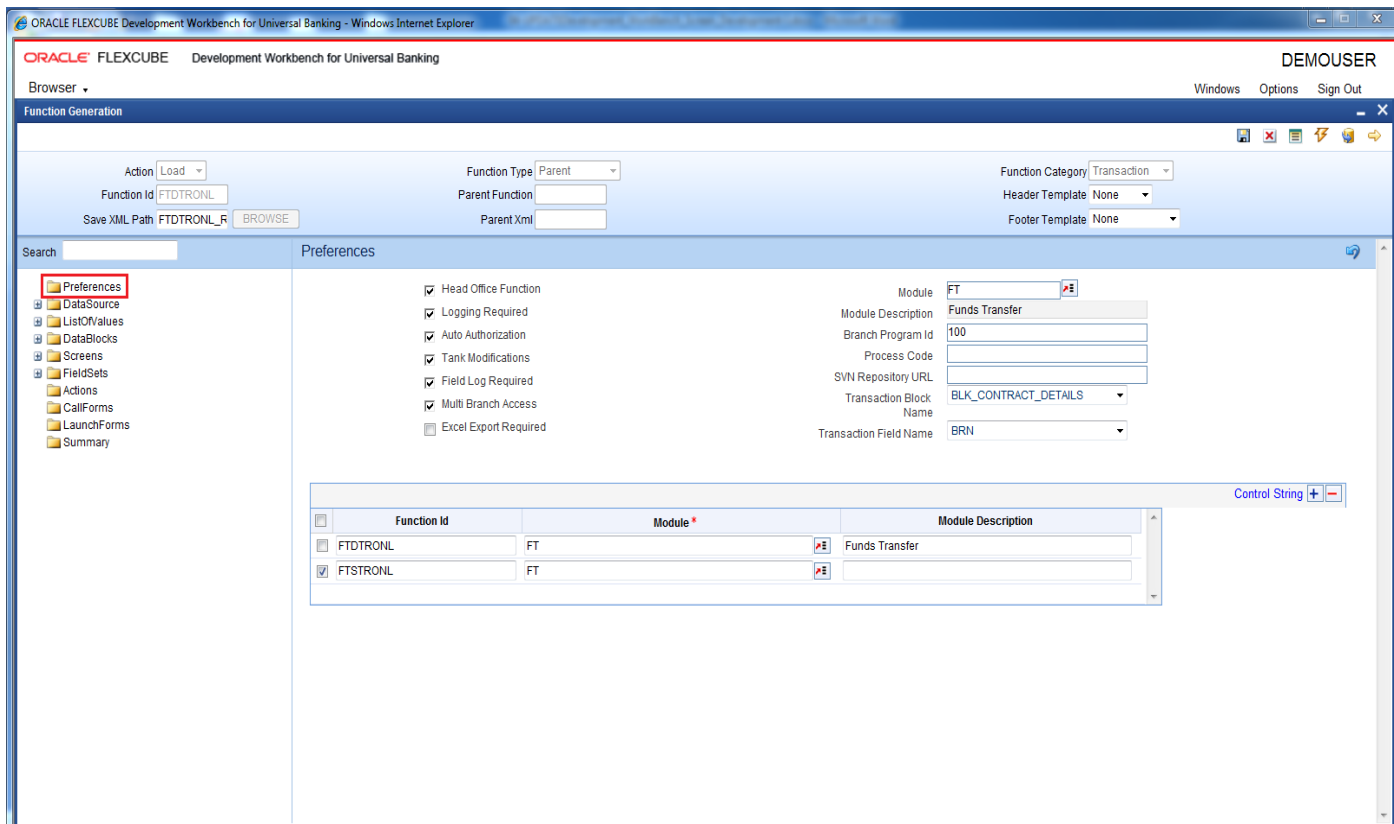 ORACLE FLEXCUBE Development Workbench for Universal Banking - Windows Internet Explorer
ORACLE FLEXCUBE Development Workbench for Universal Banking
DEMOUSER
Browser
Windows Options Sign Out
Function Generation
Action Load
Function Type Parent
Function Category Transaction
Function Id FTDTRONL
Parent Function
Header Template None
Save XML Path FTDTRONL_R BROWSE
Parent Xml
Footer Template None
Search
Preferences
Preferences
DataSource
ListOfValues
DataBlocks
Screens
FieldSets
Actions
CallForms
LaunchForms
Summary
Head Office Function
Logging Required
Auto Authorization
Tank Modifications
Field Log Required
Multi Branch Access
Excel Export Required
Module FT
Module Description Funds Transfer
Branch Program Id 100
Process Code
SVN Repository URL
Transaction Block Name BLK_CONTRACT_DETAILS
Transaction Field Name BRN
Control String
Function Id Module * Module Description
FTDTRONL FT Funds Transfer
FTSTRONL FT